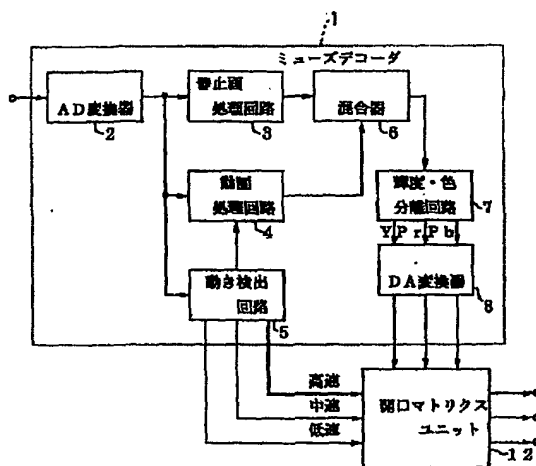 1
ミューズデコーダ
AD変換器
2
静止画
処理回路
3
混合器
6
動画
処理回路
4
輝度・色
分離回路
7
Y Pr Pb
動き検出
回路
5
DA変換器
8
高速
中速
低速
開口マトリクス
ユニット
12